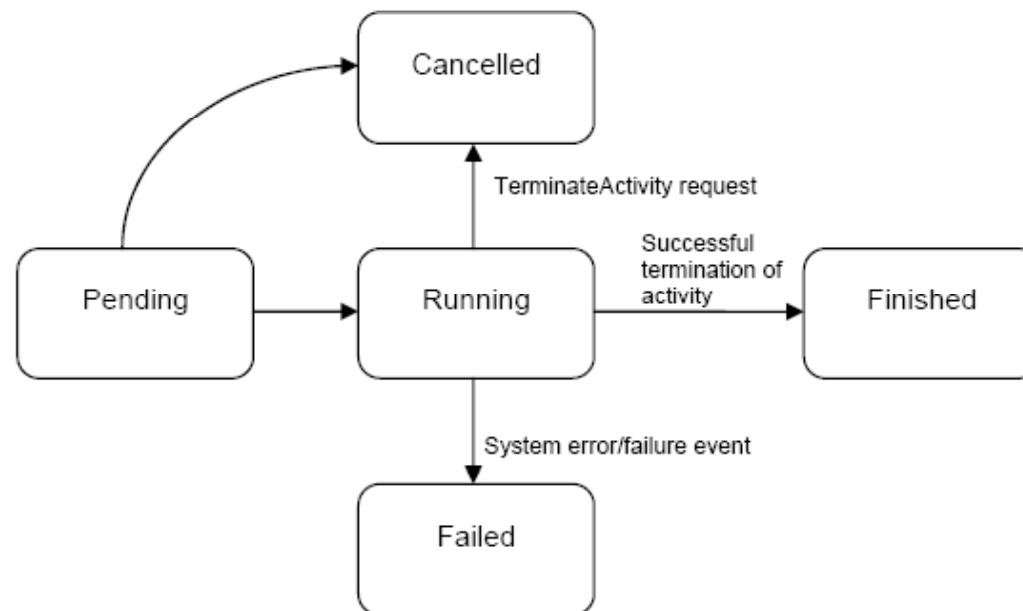 Cancelled
TerminateActivity request
Pending
Running
Successful
termination of
activity
Finished
System error/failure event
Failed